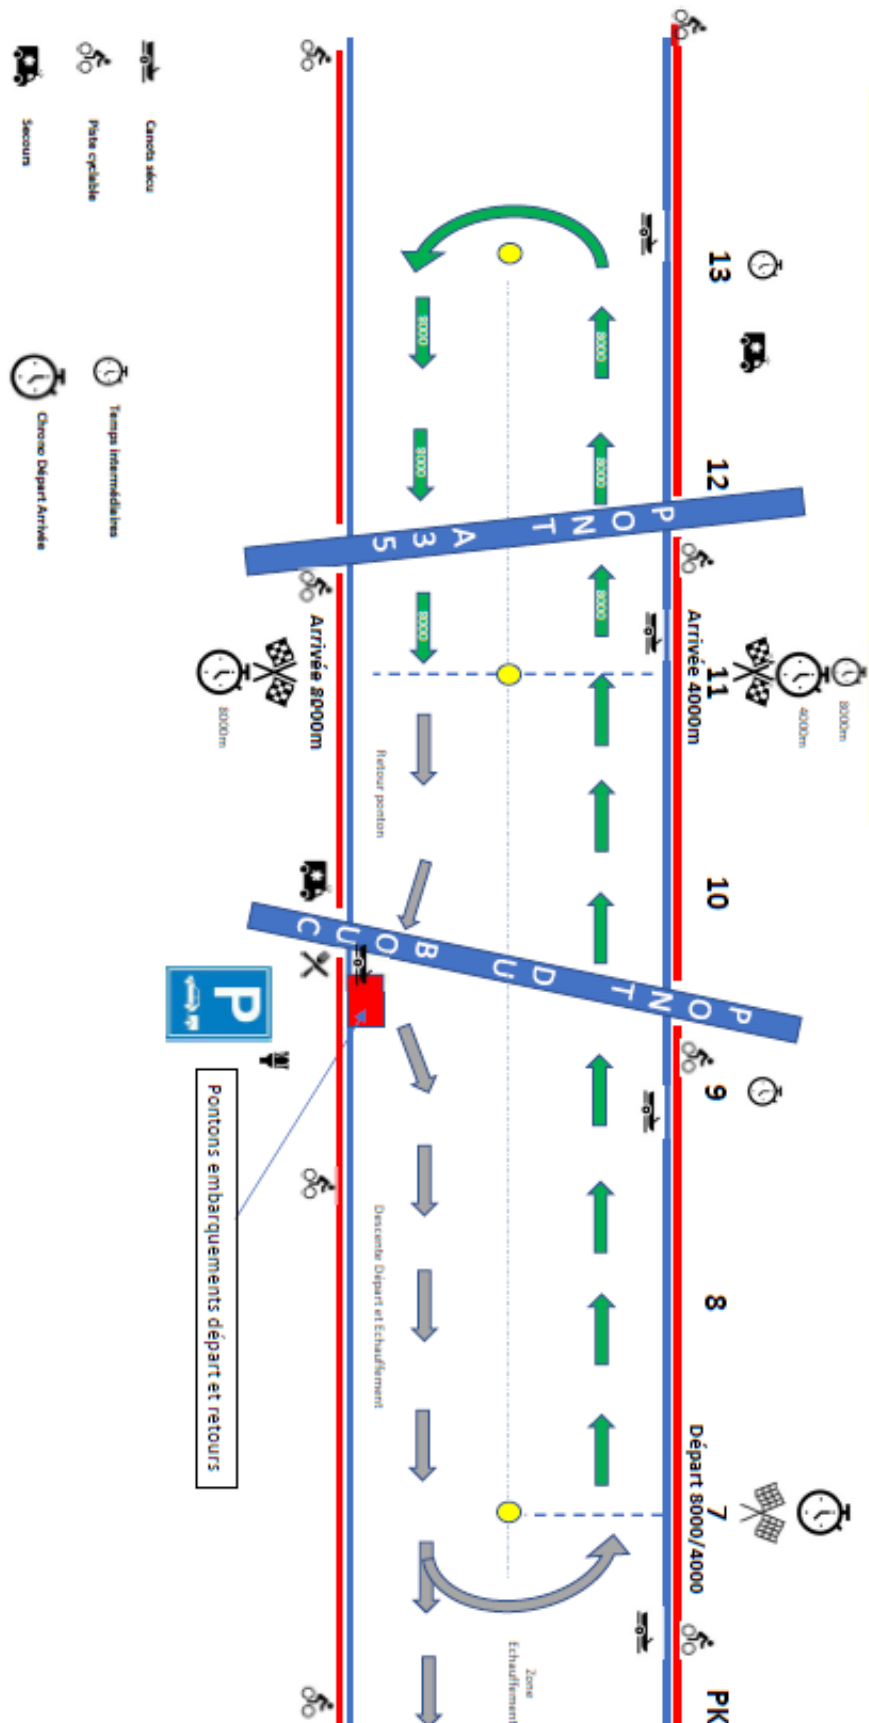 Canots sécu
Piste cyclable
Secours
Temps intermédiaires
Chrono Départ Arrivée
13
12
11
10
9
8
7
PK
8000
8000
8000
8000
8000
8000
PONT A35
Arrivée 4000m
8000m
4000m
Arrivée 8000m
8000m
Retour ponton
PONT DU BOUC
P
Pontons embarquements départ et retours
Descente Départ et Echauffement
Départ 8000/4000
Zone
Echauffement